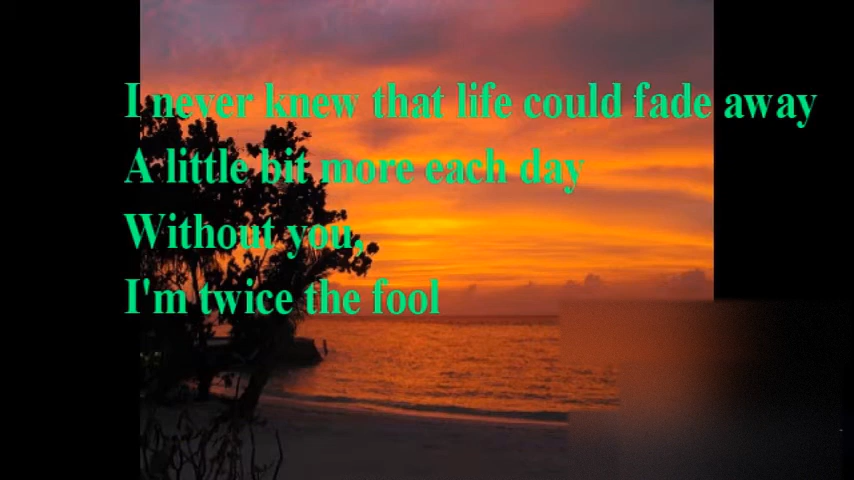 I never knew that life could fade away
A little bit more each day
Without you,
I'm twice the fool